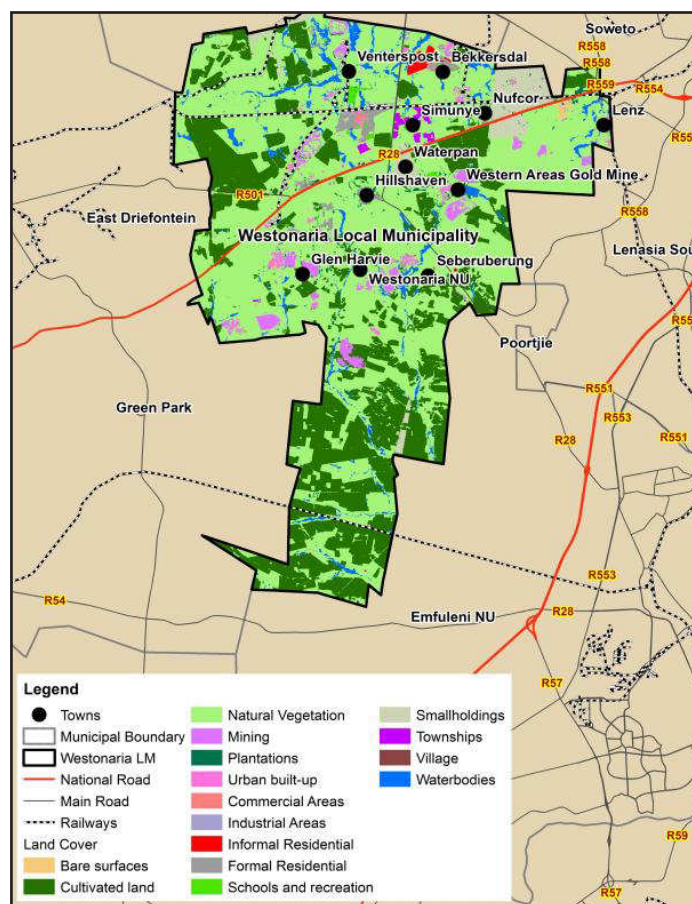 Soweto
R558
R558
Venterspost
Bekkersdal
R559
R554
Nufcor
Simunye
Lenz
R55
R28
Waterpan
Western Areas Gold Mine
Hillshaven
R501
R558
East Driefontein
Westonaria Local Municipality
Lenasia Sou
Glen Harvie
Seberuberung
Westonaria NU
R55
Poortjie
R551
Green Park
R553
R28
R551
R553
R54
Emfuleni NU
R28
R57
Legend
Towns
Municipal Boundary
Westonaria LM
National Road
Main Road
Railways
Land Cover
Bare surfaces
Cultivated land
Natural Vegetation
Mining
Plantations
Urban built-up
Commercial Areas
Industrial Areas
Informal Residential
Formal Residential
Schools and recreation
Smallholdings
Townships
Village
Waterbodies
R59
R57